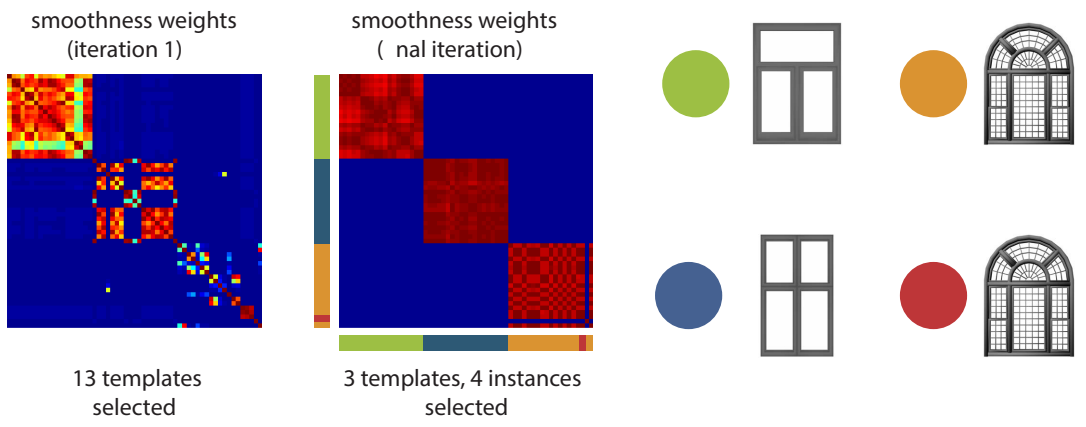 smoothness weights
(iteration 1)
smoothness weights
( nal iteration)
13 templates
selected
3 templates, 4 instances
selected